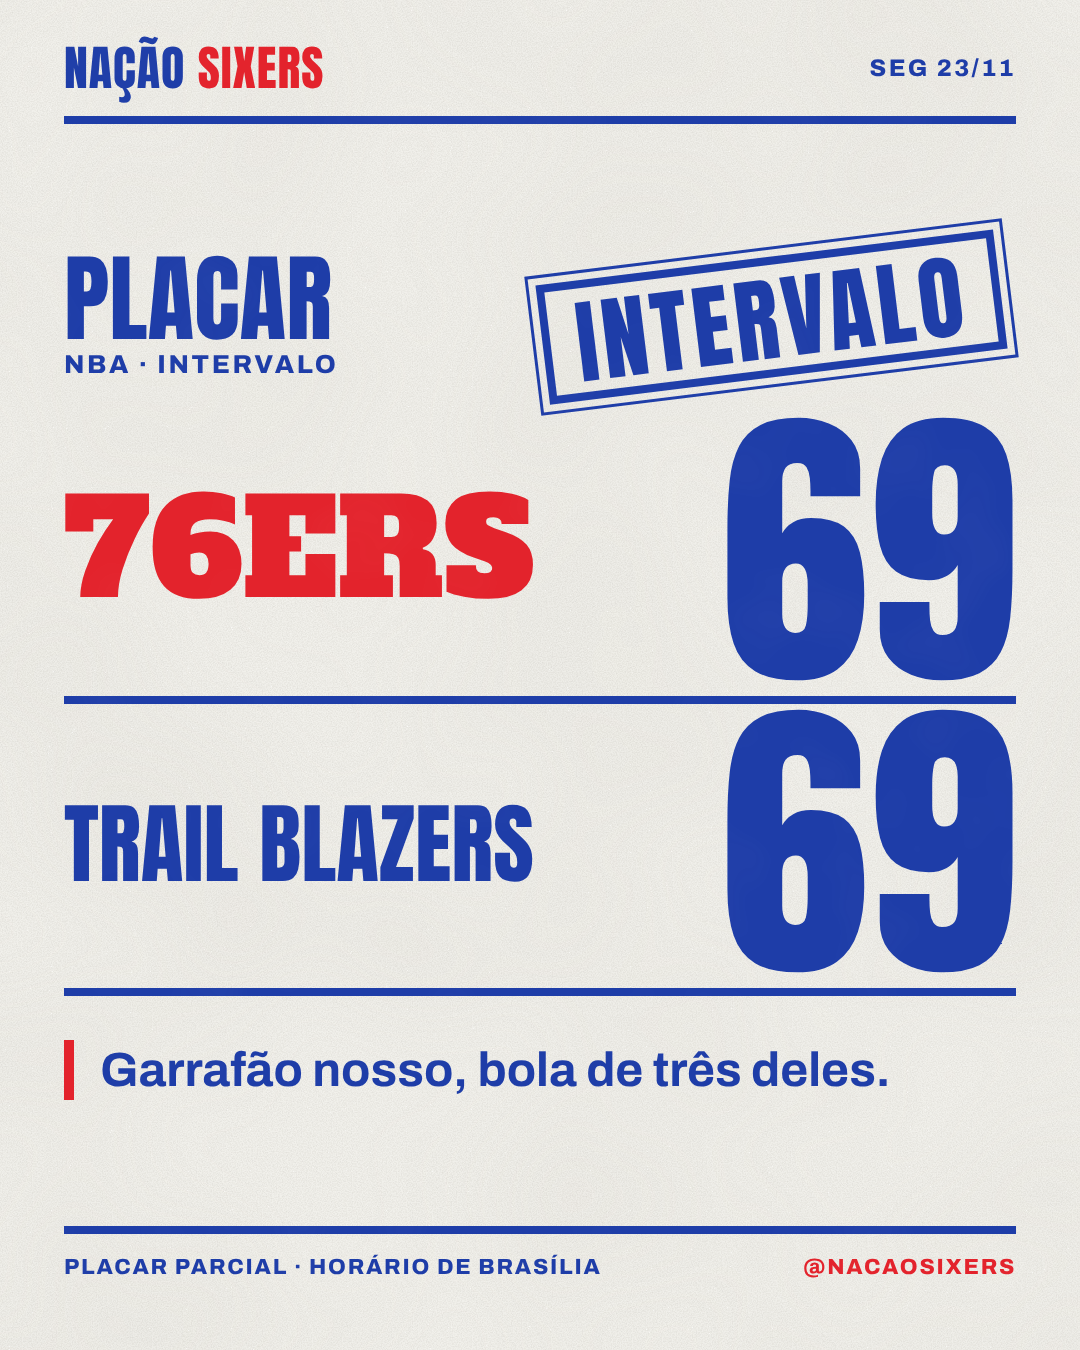 NAÇÃO SIXERS
SEG 23/11
PLACAR
NBA · INTERVALO
INTERVALO
76ERS
69
TRAIL BLAZERS
69
Garrafão nosso, bola de três deles.
PLACAR PARCIAL · HORÁRIO DE BRASÍLIA
@NACAOSIXERS